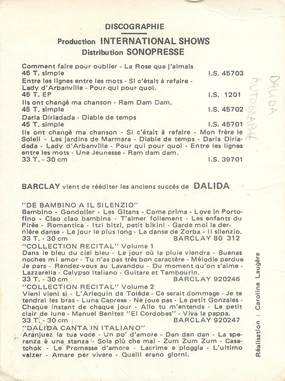 DISCOGRAPHIE
Production INTERNATIONAL SHOWS
Distribution SONOPRESSE
Comment faire pour oublier - La Rose que j'aimais
45 T. simple I.S. 45703
Entre les lignes entre les mots - Si c'était à refaire -
Lady d'Arbanville - Pour qui pour quoi.
45 T. EP I.S. 1201
Ils ont changé ma chanson - Ram Dam Dam.
45 T. simple I.S. 45702
Darla Dirladada - Diable de temps
45 T. simple I.S. 45701
Ils ont changé ma chanson - Si c'était à refaire - Mon frère le
Soleil - Les jardins de Marmara - Diable de temps - Darla Dirla-
dada - Lady d'Arbanville - Pour qui pour quoi - Entre les lignes
entre les mots - Une Jeunesse - Ram dam dam.
33 T. - 30 cm I.S. 39701
BARCLAY vient de rééditer les anciens succès de DALIDA
"DE BAMBINO A IL SILENZIO"
Bambino - Gondolier - Les Gitans - Come prima - Love in Porto-
fino - Ciao ciao bambina - T'aimer follement - Les enfants du
Pirée - Romantica - Itzi bitzi, petit bikini - Garde moi la der-
nière danse - Le jour le plus long - La danse de Zorba - Il silenzio.
33 T. - 30 cm BARCLAY 80 312
"COLLECTION RECITAL" Volume 1
Dans le bleu du ciel bleu - Le jour où la pluie viendra - Bonnes
nuits mon amour - Tu n'as pas très bon caractère - Mélodie perdue
Je pars - Rendez-vous au Lavandou - Du moment qu'on s'aime -
Lazzarella - Calypso Italiano - Guitare et Tambourin.
33 T. - 30 cm BARCLAY 920246
"COLLECTION RECITAL" Volume 2
Vieni vieni si - L'Arlequin de Tolède - Ce serait dommage - Je te
tendrai les bras - Luna Caprese - Ne joue pas - Le petit Gonzales -
Chaque instant de chaque jour - Allo tu m'entends - Le petit
clair de lune - Manuel Benitez "El Cordobes" - Viva la pappa.
33 T. - 30 cm BARCLAY 920249
"DALIDA CANTA IN ITALIANO"
Aranjuez la tua voce - Un po' d'amore - Dan dan dan - La spe-
ranza è una stanza - Sola più che mai - Zum Zum Zum - Casa-
tchok - Le Promesse d'amore - Lacrime e pioggia - L'ultimo
valzer - Amare per vivere - Quelli erano giorni.
Réalisation : Caroline Laugère
DALIDA